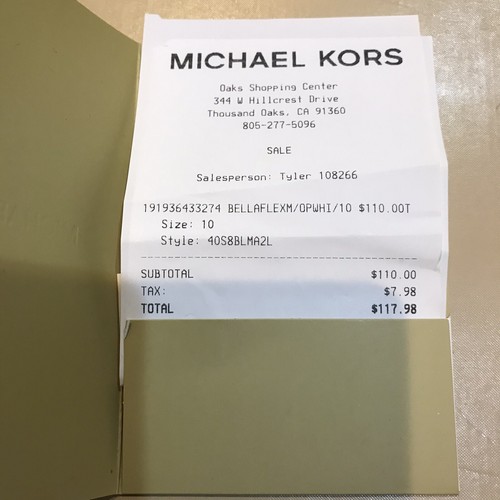 MICHAEL KORS
Oaks Shopping Center
344 W Hillcrest Drive
Thousand Oaks, CA 91360
805-277-5096
SALE
Salesperson: Tyler 108266
191936433274 BELLAFLEXM/OPWHI/10 $110.00T
Size: 10
Style: 40S8BLMA2L
SUBTOTAL $110.00
TAX: $7.98
TOTAL $117.98